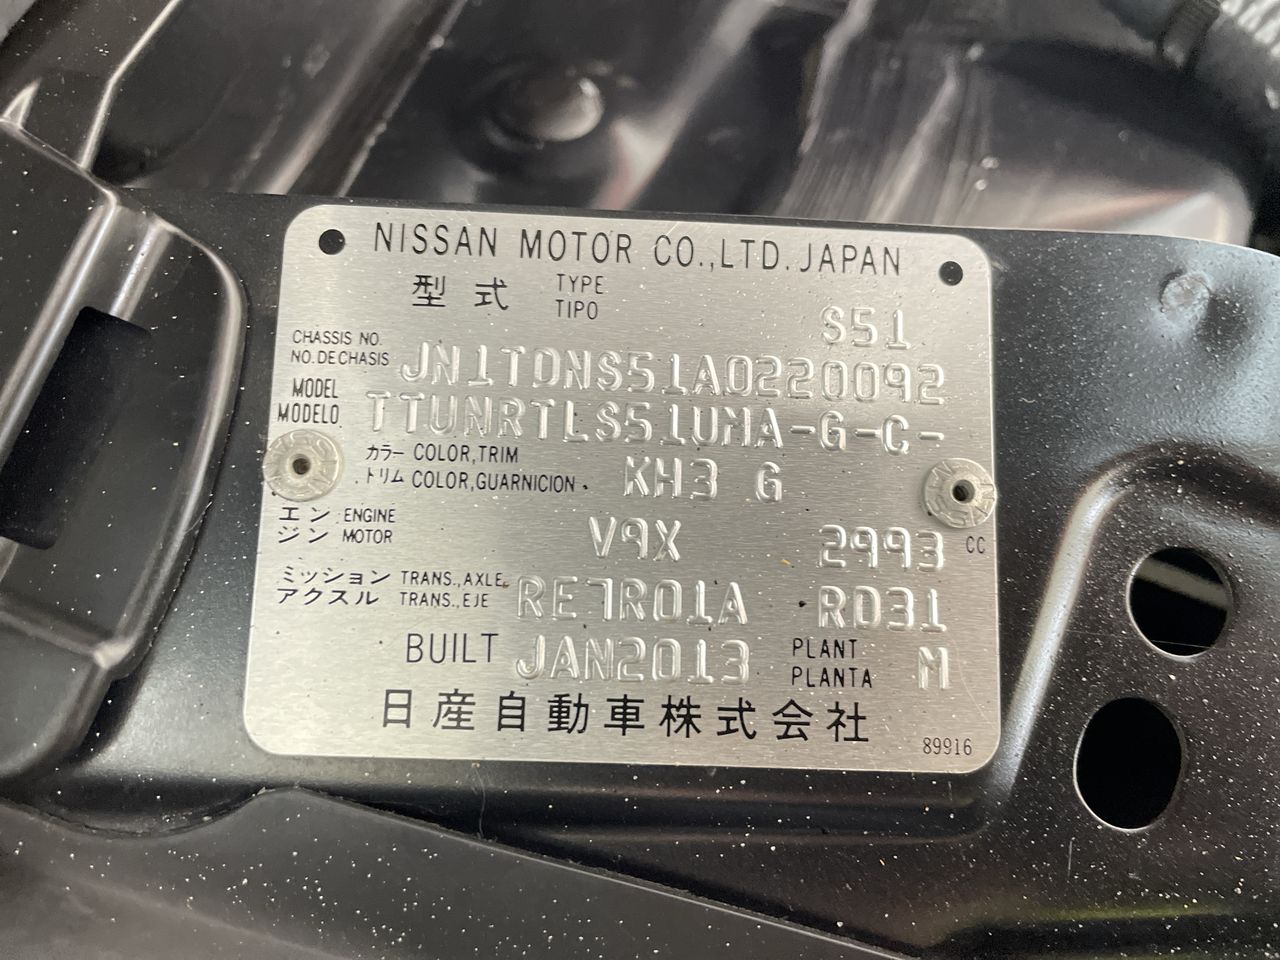 NISSAN MOTOR CO.,LTD. JAPAN
型式 TYPE TIPO S51
CHASSIS NO. NO. DE CHASIS JN1TDNS51A0220092
MODEL MODELO TTUNRTLS51UMA-G-C-
カラー COLOR,TRIM トリム COLOR,GUARNICION KH3 G
エンジン ENGINE MOTOR V9X 2993 CC
ミッション アクスル TRANS.,AXLE TRANS.,EJE RE7R01A RD31
BUILT JAN2013 PLANT PLANTA M
日産自動車株式会社
89916